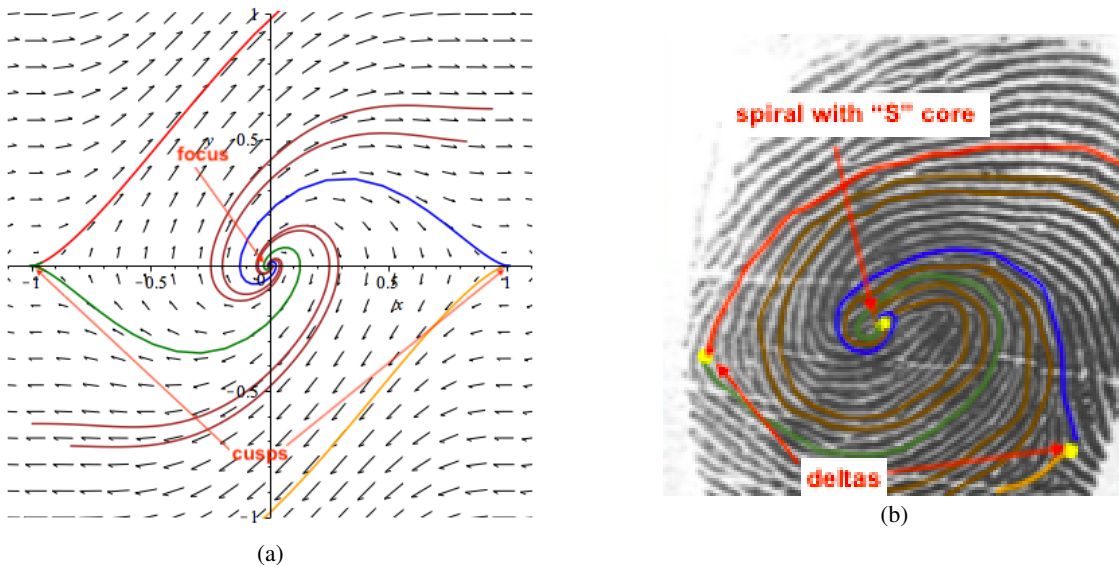 1
y
0.5
focus
-1
-0.5
0
0.5
1
x
-0.5
cusps
-1
(a)
spiral with “S” core
deltas
(b)